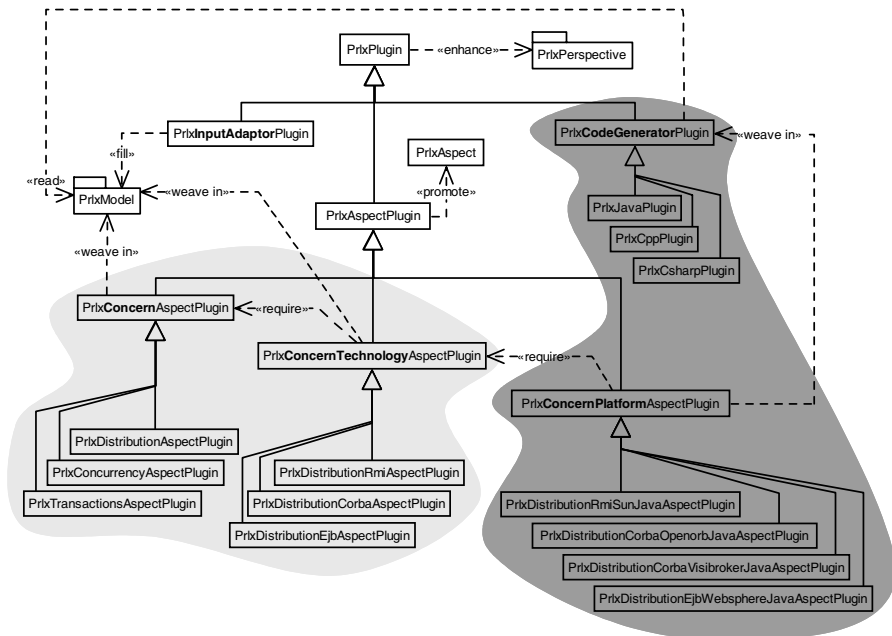 PrlxPlugin
«enhance»
PrlxPerspective
PrlxInputAdaptorPlugin
PrlxCodeGeneratorPlugin
«weave in»
«fill»
PrlxAspect
«read»
«weave in»
«promote»
PrlxModel
PrlxJavaPlugin
PrlxAspectPlugin
PrlxCppPlugin
«weave in»
PrlxCsharpPlugin
PrlxConcernAspectPlugin
«require»
PrlxConcernTechnologyAspectPlugin
«require»
PrlxConcernPlatformAspectPlugin
PrlxDistributionAspectPlugin
PrlxConcurrencyAspectPlugin
PrlxDistributionRmiAspectPlugin
PrlxTransactionsAspectPlugin
PrlxDistributionCorbaAspectPlugin
PrlxDistributionRmiSunJavaAspectPlugin
PrlxDistributionEjbAspectPlugin
PrlxDistributionCorbaOpenorbJavaAspectPlugin
PrlxDistributionCorbaVisibrokerJavaAspectPlugin
PrlxDistributionEjbWebsphereJavaAspectPlugin